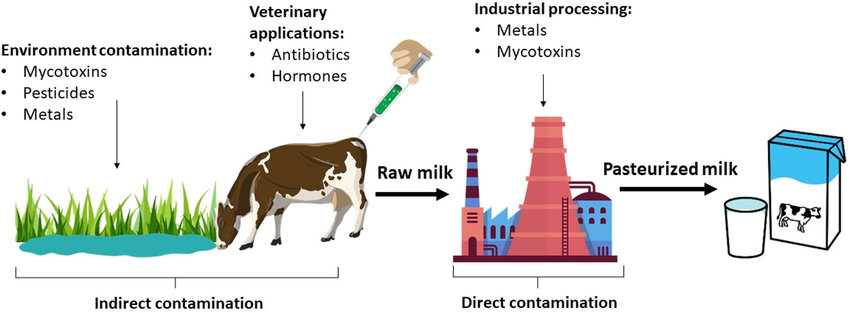 Environment contamination:
• Mycotoxins
• Pesticides
• Metals
Veterinary
applications:
• Antibiotics
• Hormones
Industrial processing:
• Metals
• Mycotoxins
Raw milk
Pasteurized milk
Indirect contamination
Direct contamination